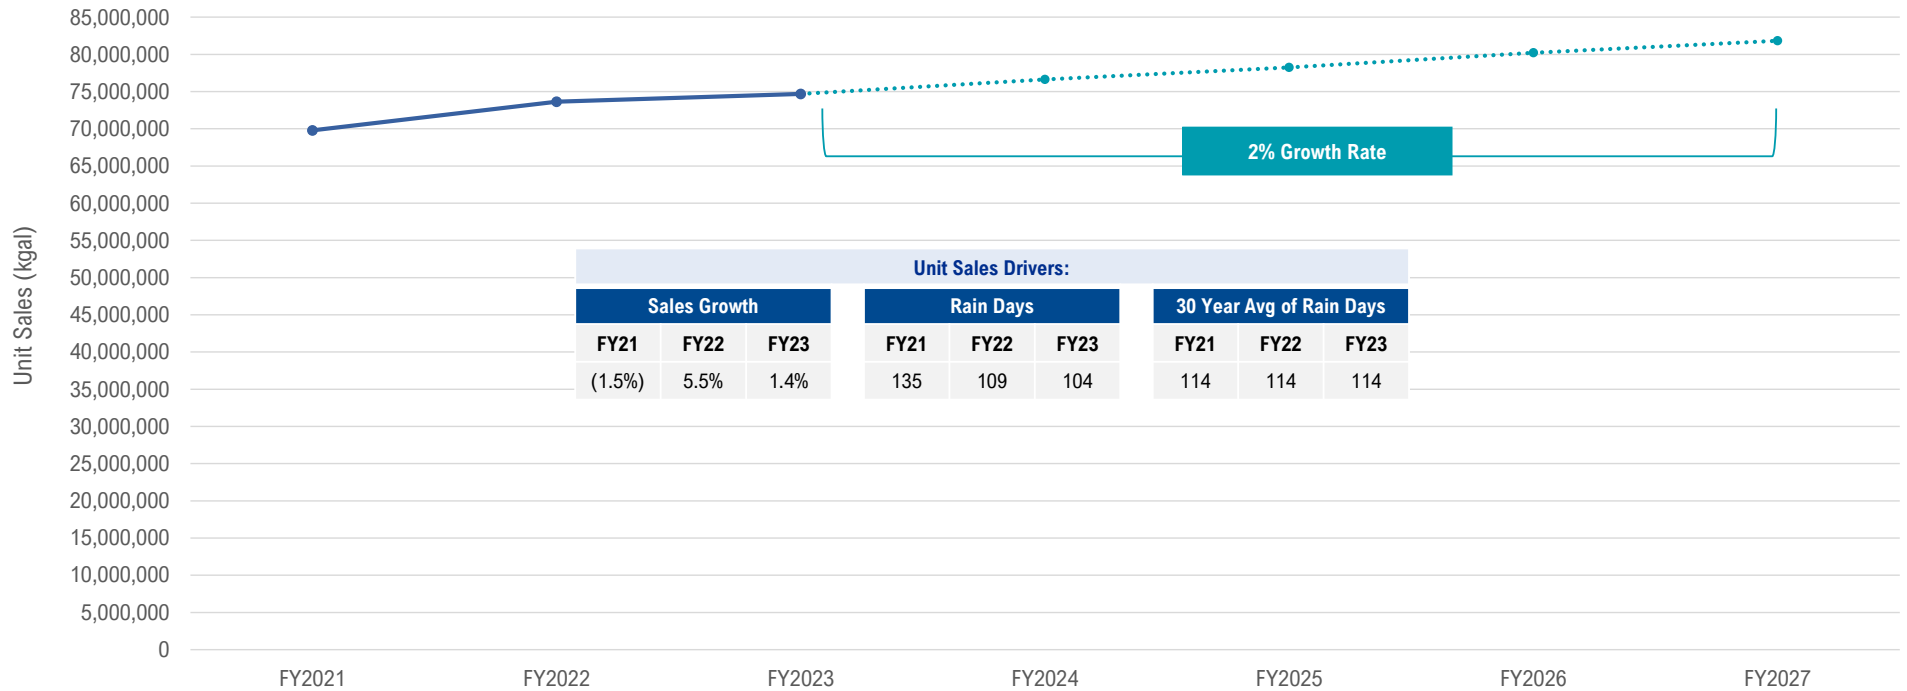 85,000,000
80,000,000
75,000,000
70,000,000
65,000,000
60,000,000
55,000,000
50,000,000
45,000,000
40,000,000
35,000,000
30,000,000
25,000,000
20,000,000
15,000,000
10,000,000
5,000,000
0
Unit Sales (kgal)
2% Growth Rate
Unit Sales Drivers:
Sales Growth Rain Days 30 Year Avg of Rain Days
FY21 FY22 FY23 FY21 FY22 FY23 FY21 FY22 FY23
(1.5%) 5.5% 1.4% 135 109 104 114 114 114
FY2021 FY2022 FY2023 FY2024 FY2025 FY2026 FY2027